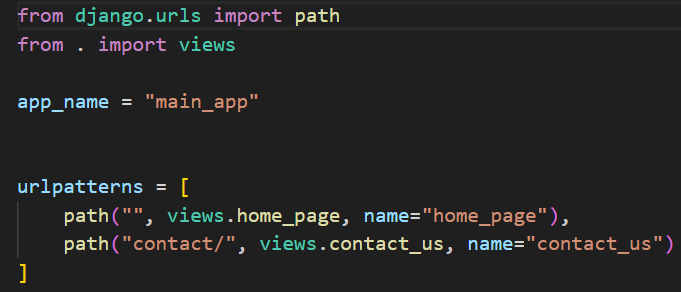 from django.urls import path
from . import views
app_name = "main_app"
urlpatterns = [
path("", views.home_page, name="home_page"),
path("contact/", views.contact_us, name="contact_us")
]